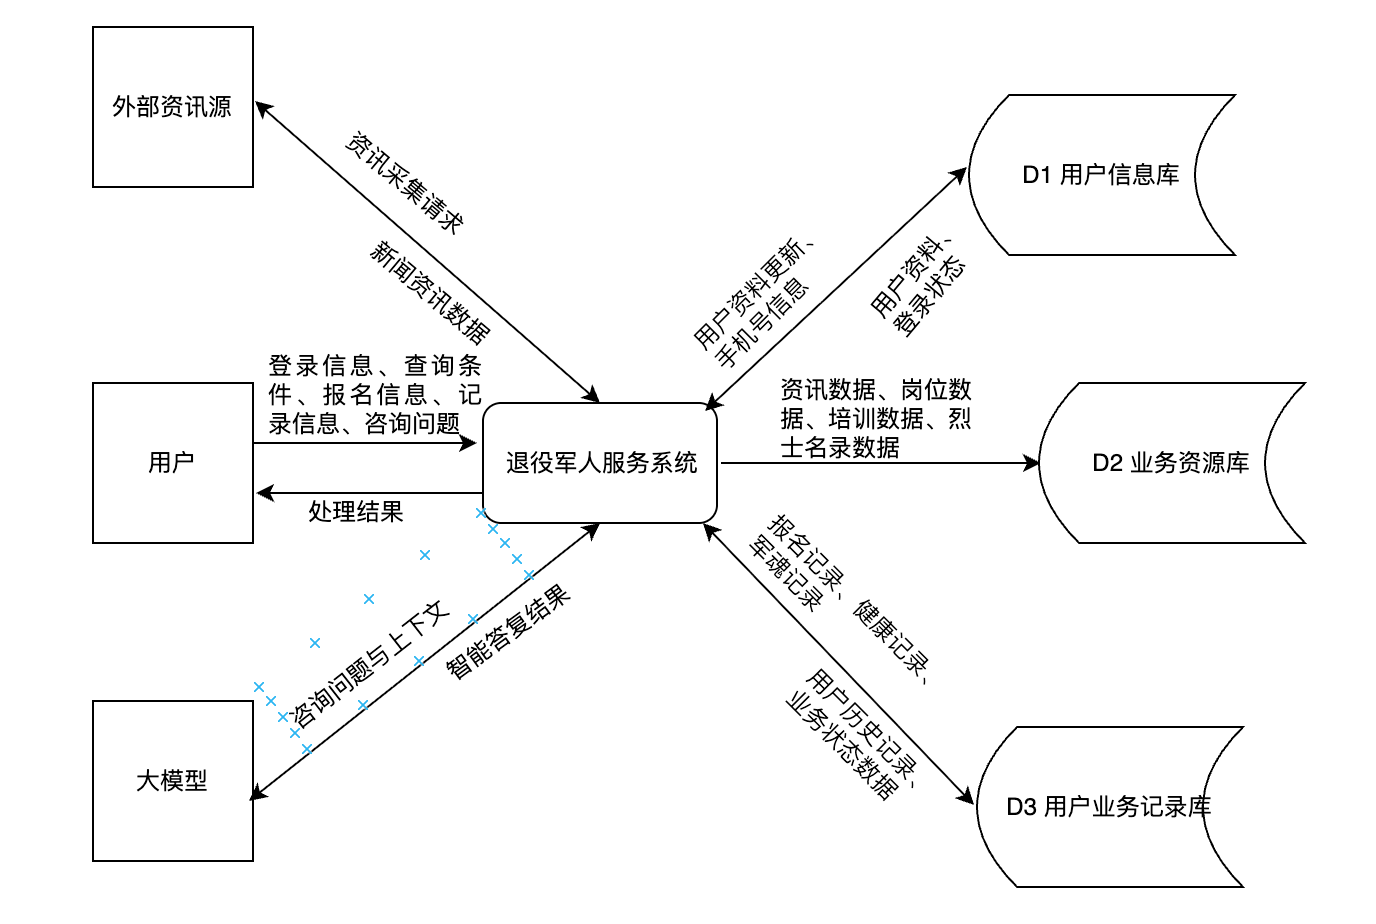 外部资讯源
资讯采集请求
新闻资讯数据
D1 用户信息库
用户资料更新、
手机号信息
用户资料、
登录状态
登录信息、查询条
件、报名信息、记
录信息、咨询问题
用户
处理结果
退役军人服务系统
资讯数据、岗位数
据、培训数据、烈
士名录数据
D2 业务资源库
咨询问题与上下文
智能答复结果
大模型
报名记录、健康记录、
军魂记录
用户历史记录、
业务状态数据
D3 用户业务记录库